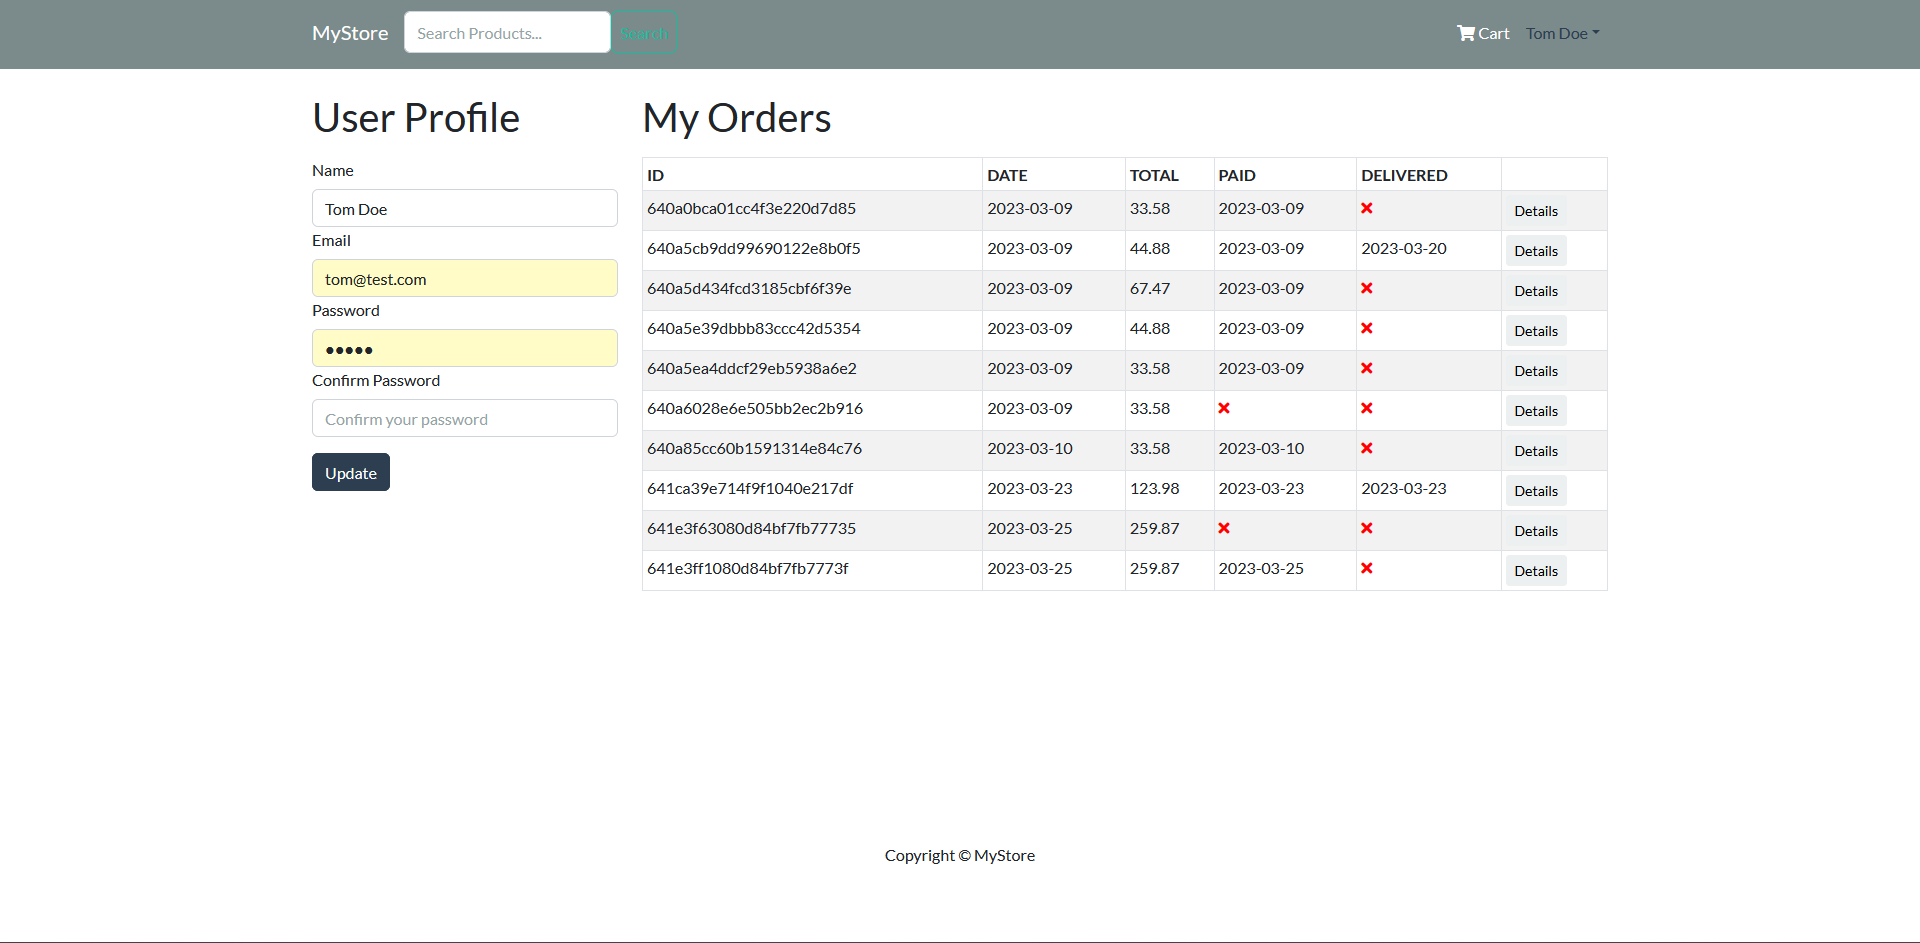 MyStore Search Products... Search Cart Tom Doe
User Profile
Name
Tom Doe
Email
tom@test.com
Password
•••••
Confirm Password
Confirm your password
Update
My Orders
ID DATE TOTAL PAID DELIVERED
640a0bca01cc4f3e220d7d85 2023-03-09 33.58 2023-03-09 Details
640a5cb9dd99690122e8b0f5 2023-03-09 44.88 2023-03-09 2023-03-20 Details
640a5d434fcd3185cbf6f39e 2023-03-09 67.47 2023-03-09 Details
640a5e39dbbb83ccc42d5354 2023-03-09 44.88 2023-03-09 Details
640a5ea4ddcf29eb5938a6e2 2023-03-09 33.58 2023-03-09 Details
640a6028e6e505bb2ec2b916 2023-03-09 33.58 Details
640a85cc60b1591314e84c76 2023-03-10 33.58 2023-03-10 Details
641ca39e714f9f1040e217df 2023-03-23 123.98 2023-03-23 2023-03-23 Details
641e3f63080d84bf7fb77735 2023-03-25 259.87 Details
641e3ff1080d84bf7fb7773f 2023-03-25 259.87 2023-03-25 Details
Copyright © MyStore